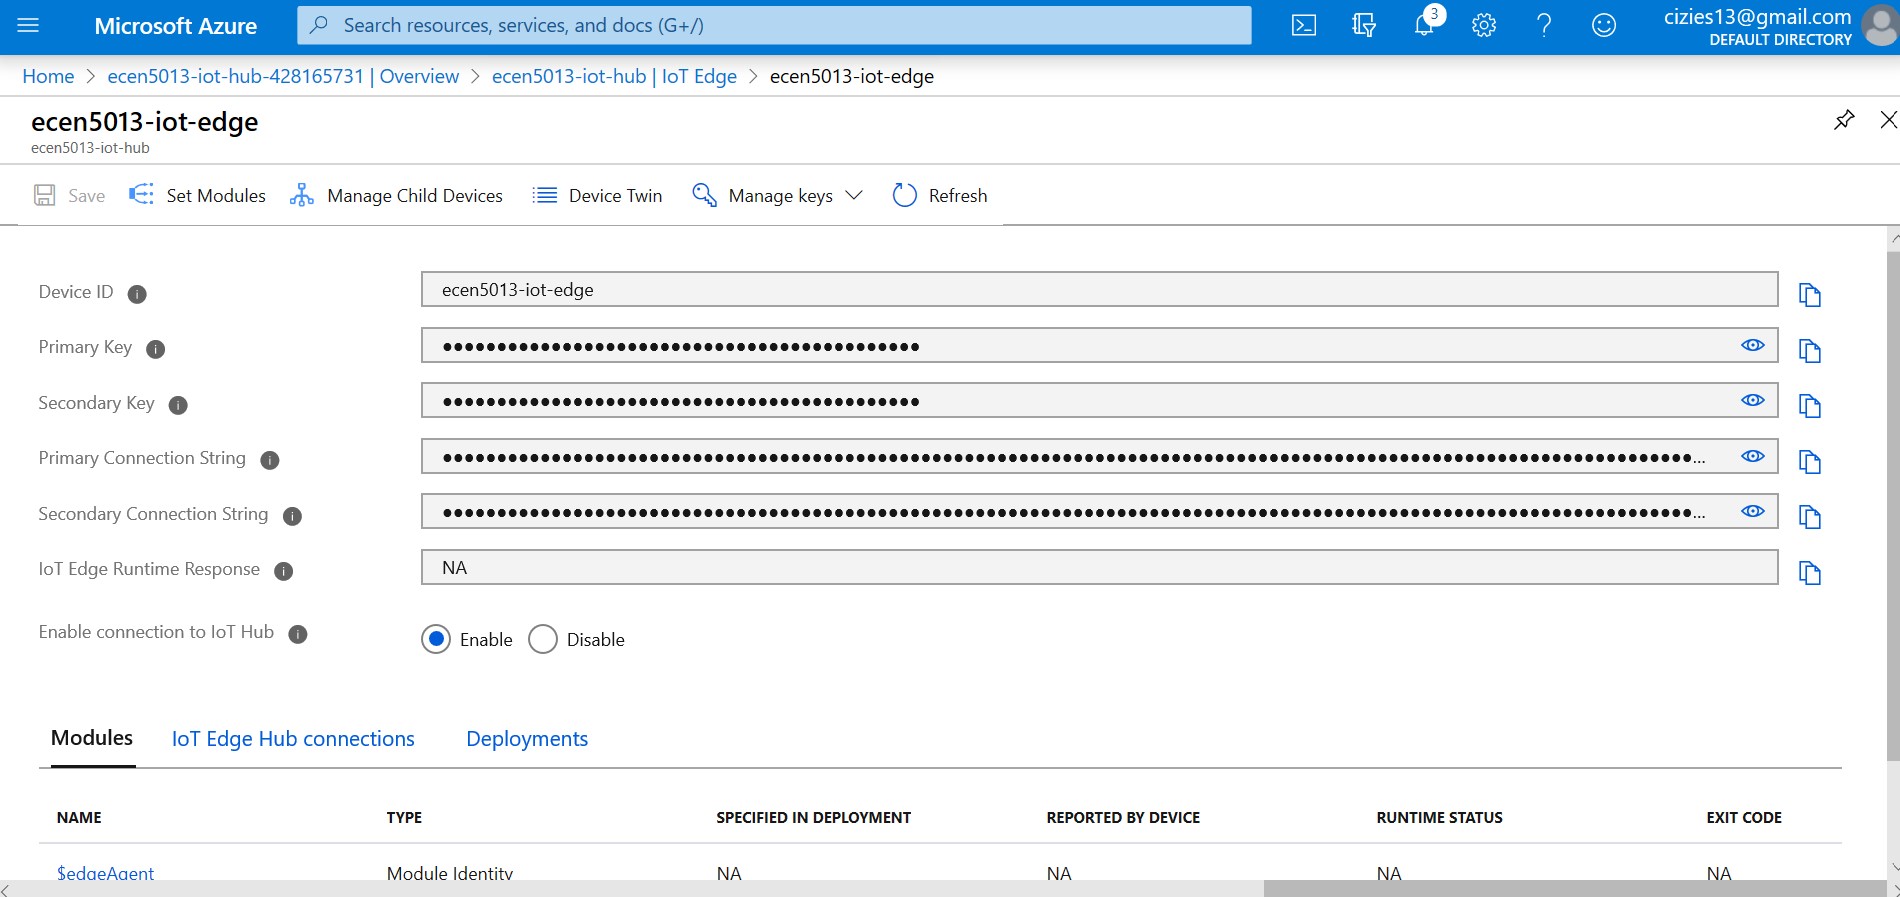 Microsoft Azure
Search resources, services, and docs (G+/)
3
cizies13@gmail.com
DEFAULT DIRECTORY
Home > ecen5013-iot-hub-428165731 | Overview > ecen5013-iot-hub | IoT Edge > ecen5013-iot-edge
ecen5013-iot-edge
ecen5013-iot-hub
Save Set Modules Manage Child Devices Device Twin Manage keys Refresh
Device ID ecen5013-iot-edge
Primary Key
Secondary Key
Primary Connection String
Secondary Connection String
IoT Edge Runtime Response NA
Enable connection to IoT Hub Enable Disable
Modules IoT Edge Hub connections Deployments
NAME TYPE SPECIFIED IN DEPLOYMENT REPORTED BY DEVICE RUNTIME STATUS EXIT CODE
$edgeAgent Module Identity NA NA NA NA